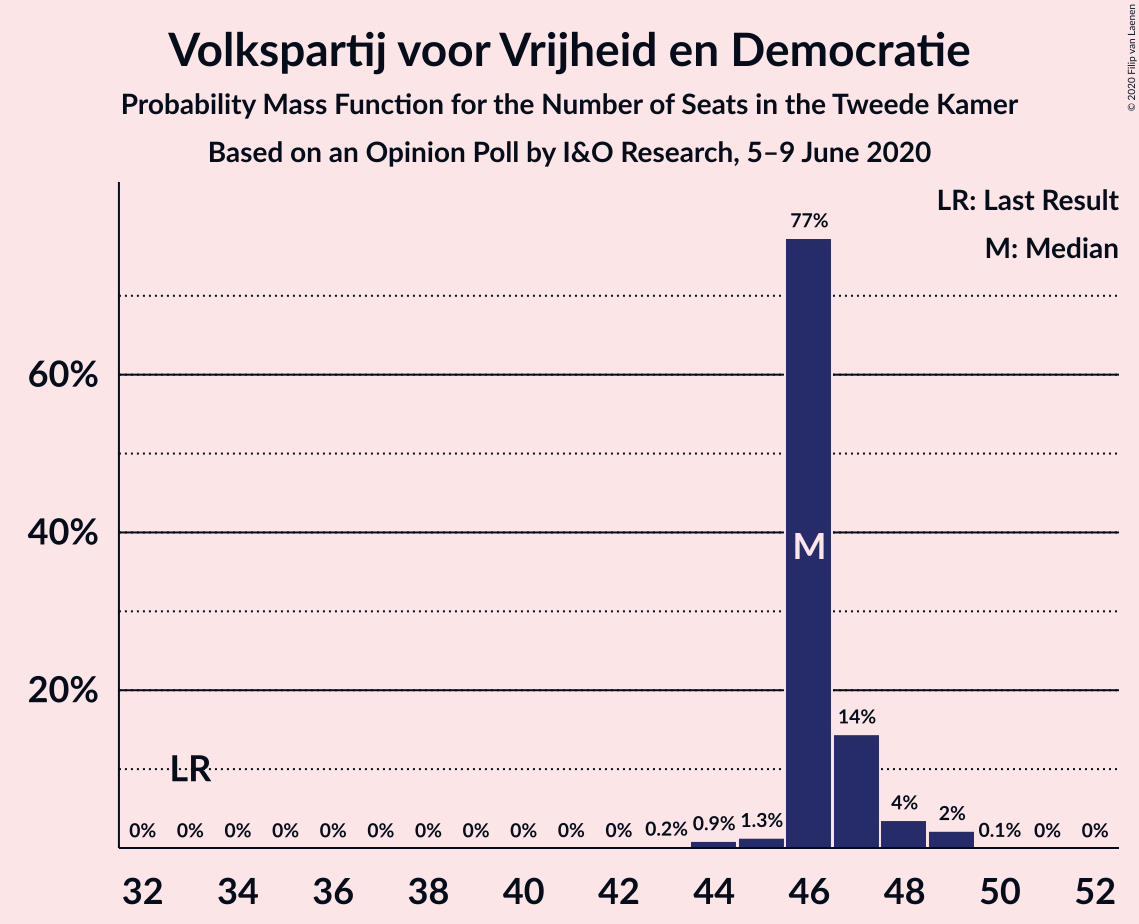 Volkspartij voor Vrijheid en Democratie
Probability Mass Function for the Number of Seats in the Tweede Kamer
Based on an Opinion Poll by I&O Research, 5–9 June 2020
© 2020 Filip van Laenen
LR: Last Result
M: Median
77%
60%
40%
M
20%
14%
LR
0% 0% 0% 0% 0% 0% 0% 0% 0% 0% 0% 0.2% 0.9% 1.3% 4% 2% 0.1% 0% 0%
32 34 36 38 40 42 44 46 48 50 52